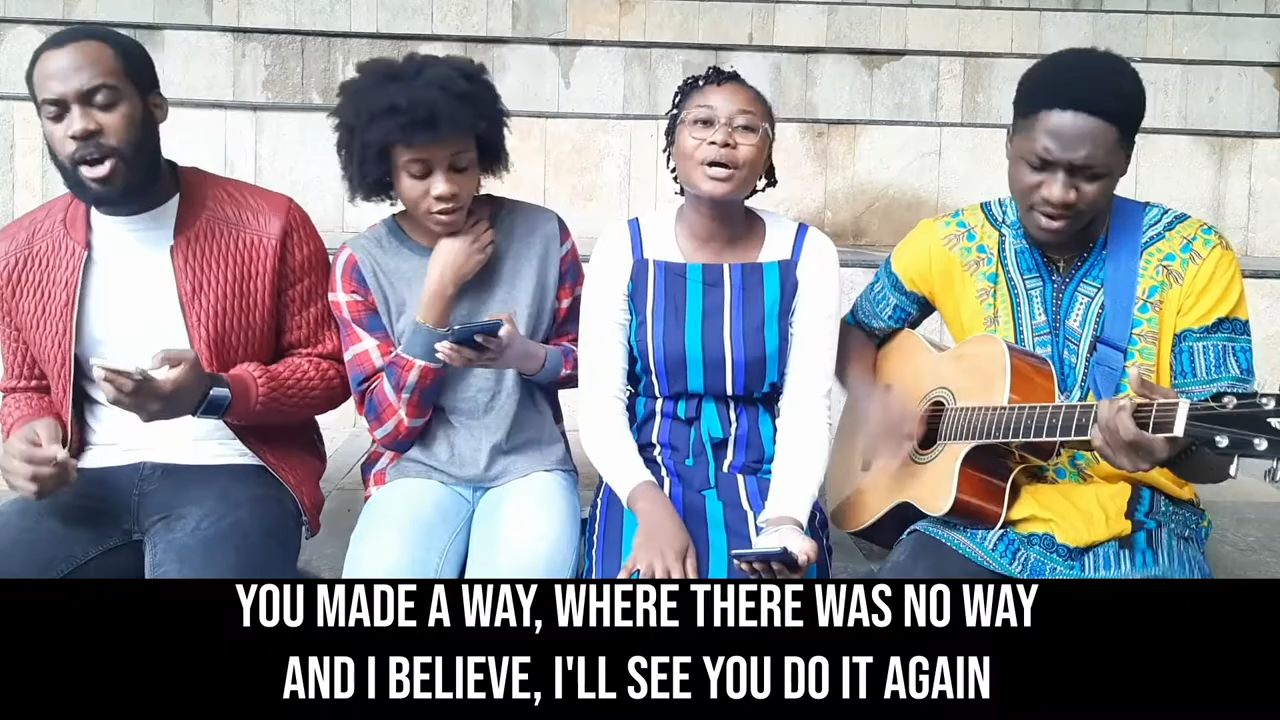 YOU MADE A WAY, WHERE THERE WAS NO WAY
AND I BELIEVE, I'LL SEE YOU DO IT AGAIN